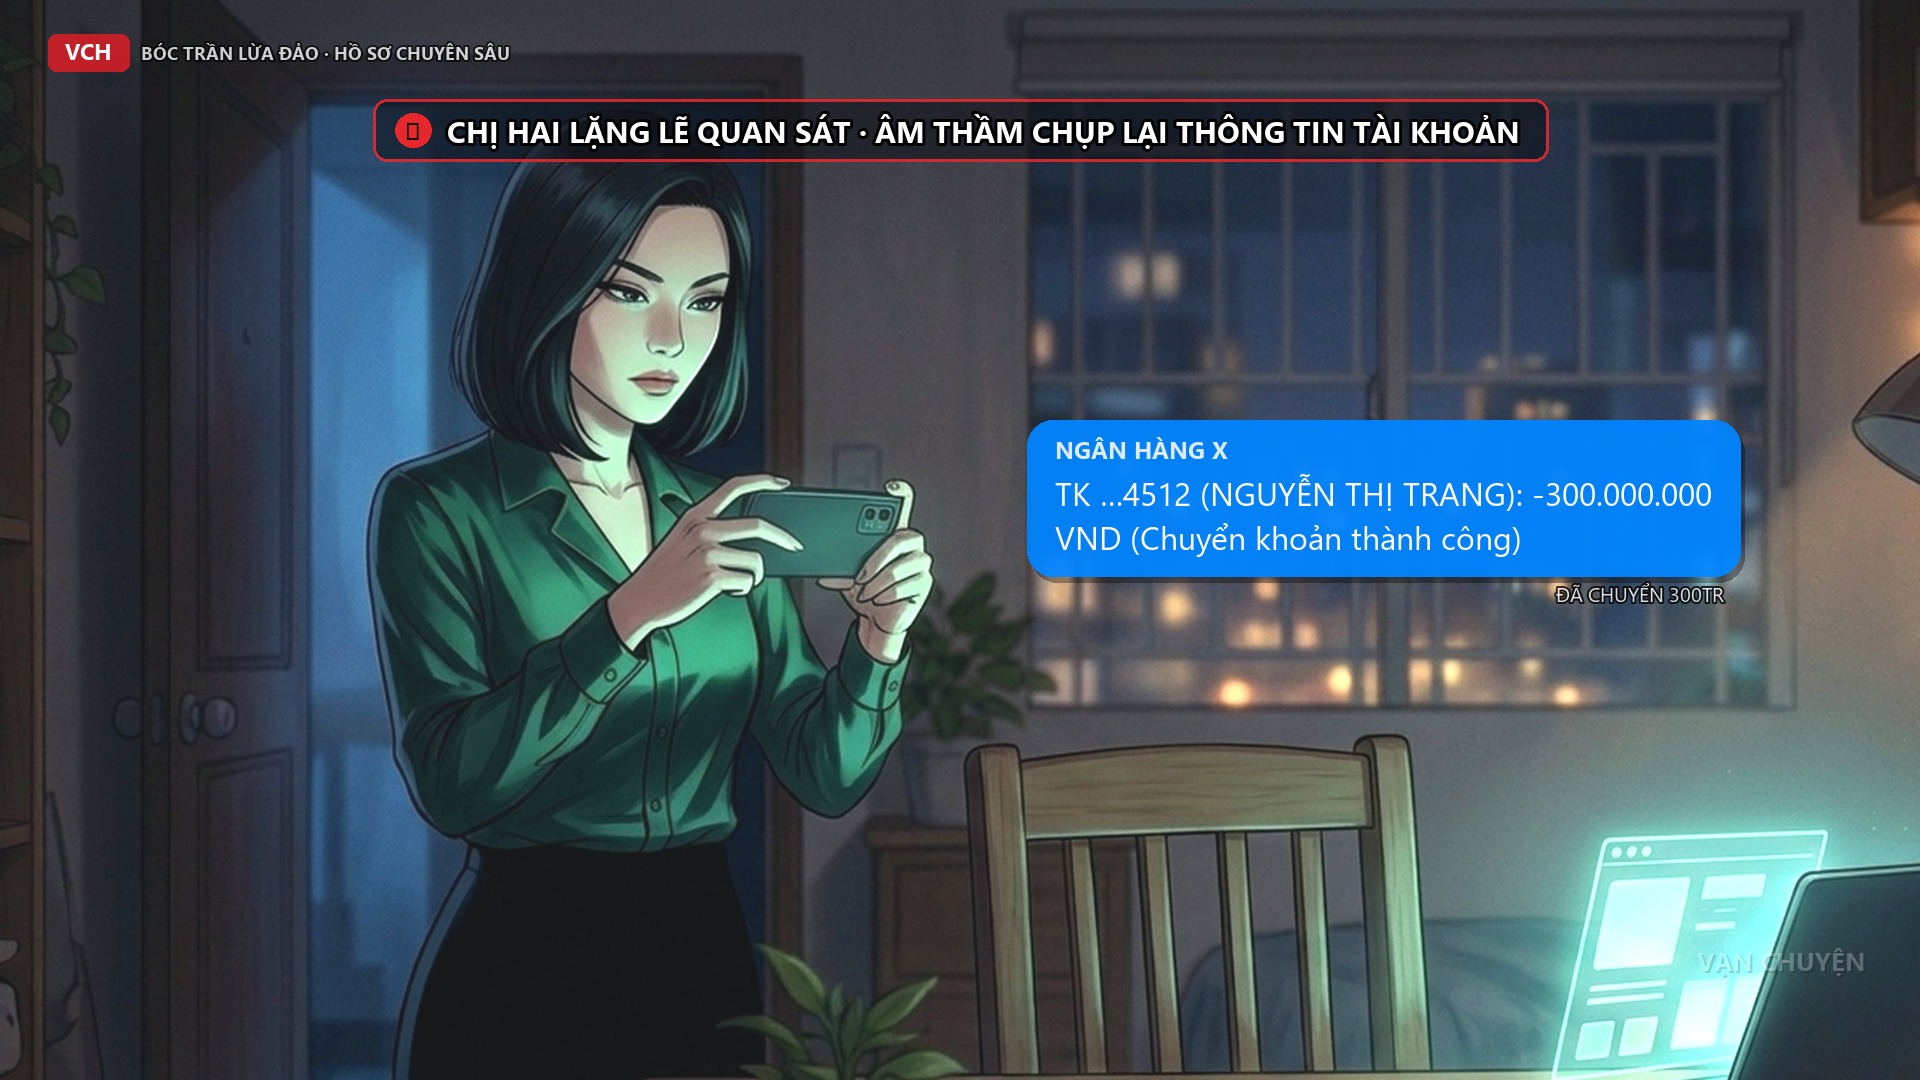 VCH BÓC TRẦN LỪA ĐẢO · HỒ SƠ CHUYÊN SÂU
CHỊ HAI LẶNG LẼ QUAN SÁT · ÂM THẦM CHỤP LẠI THÔNG TIN TÀI KHOẢN
NGÂN HÀNG X
TK ...4512 (NGUYỄN THỊ TRANG): -300.000.000
VND (Chuyển khoản thành công)
ĐÃ CHUYỂN 300TR
VẠN CHUYỆN